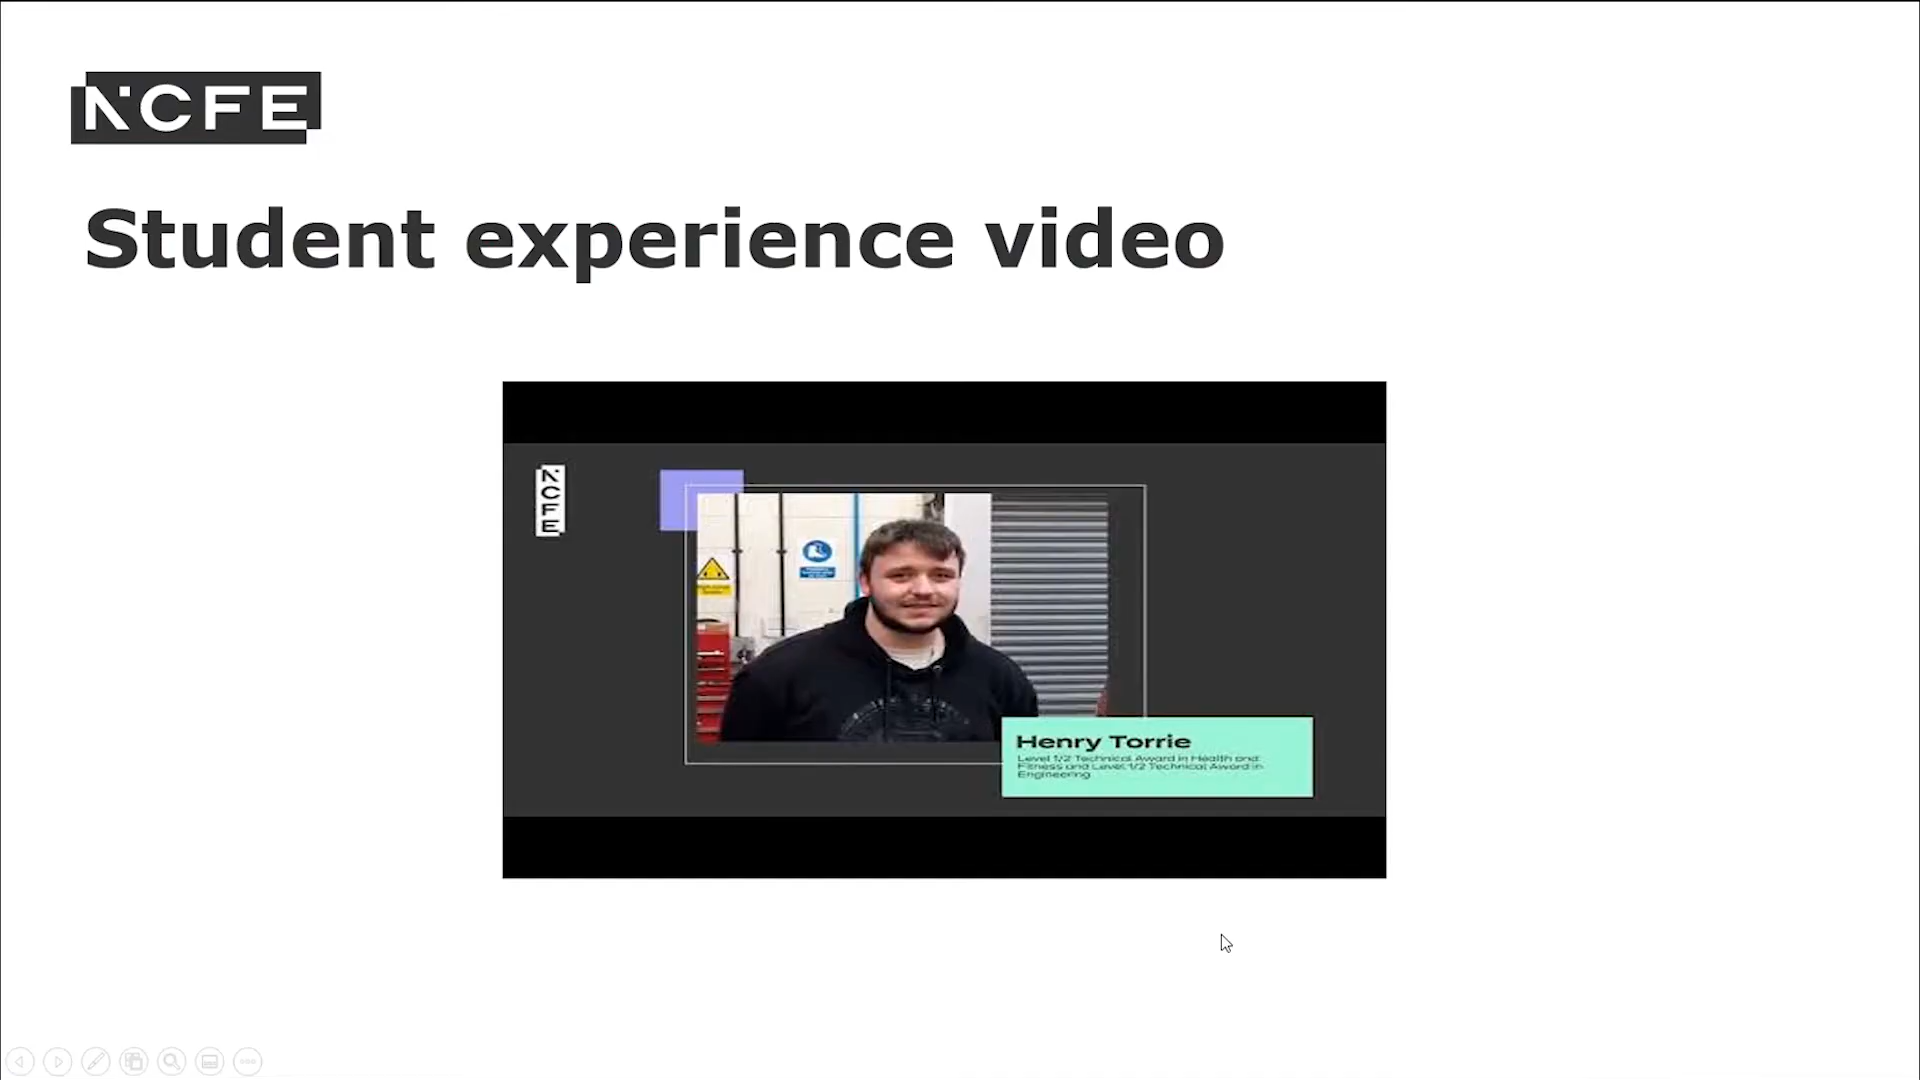 NCFE
Student experience video
NCFE
Henry Torrie
Level 1/2 Technical Award in Health and
Fitness and Level 1/2 Technical Award in
Engineering